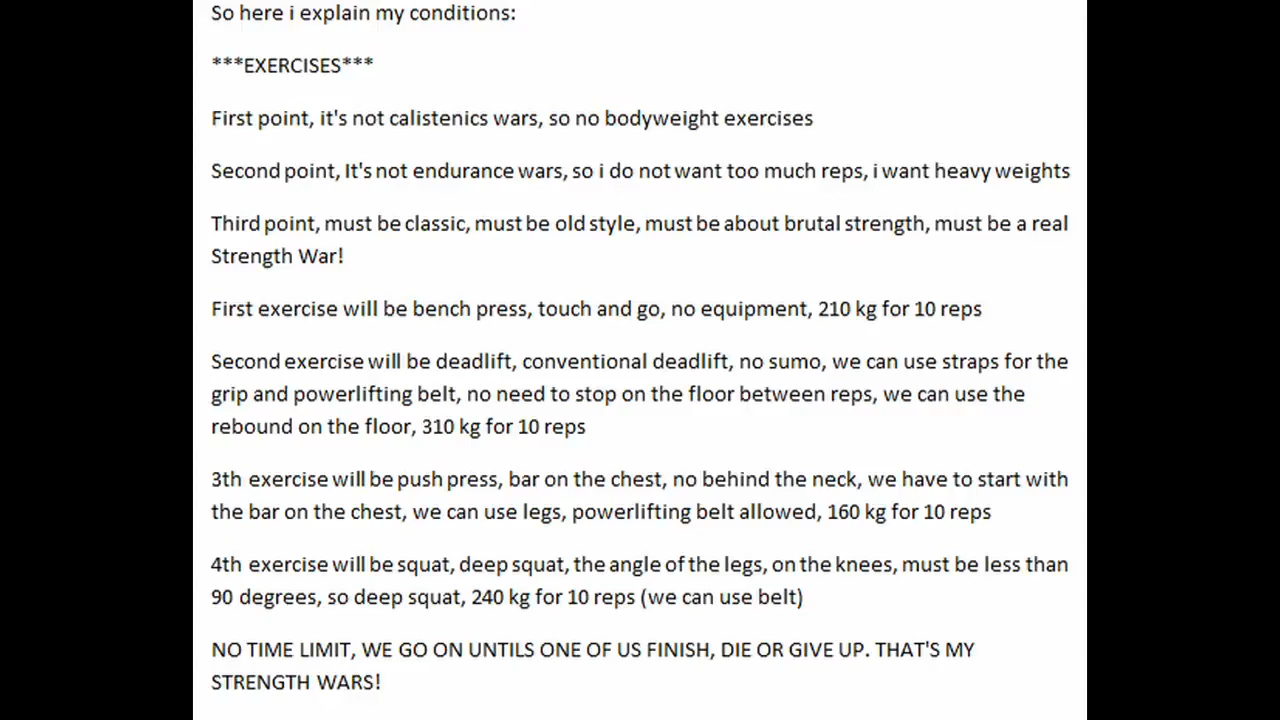 So here i explain my conditions:
***EXERCISES***
First point, it's not calistenics wars, so no bodyweight exercises
Second point, It's not endurance wars, so i do not want too much reps, i want heavy weights
Third point, must be classic, must be old style, must be about brutal strength, must be a real
Strength War!
First exercise will be bench press, touch and go, no equipment, 210 kg for 10 reps
Second exercise will be deadlift, conventional deadlift, no sumo, we can use straps for the
grip and powerlifting belt, no need to stop on the floor between reps, we can use the
rebound on the floor, 310 kg for 10 reps
3th exercise will be push press, bar on the chest, no behind the neck, we have to start with
the bar on the chest, we can use legs, powerlifting belt allowed, 160 kg for 10 reps
4th exercise will be squat, deep squat, the angle of the legs, on the knees, must be less than
90 degrees, so deep squat, 240 kg for 10 reps (we can use belt)
NO TIME LIMIT, WE GO ON UNTILS ONE OF US FINISH, DIE OR GIVE UP. THAT'S MY
STRENGTH WARS!